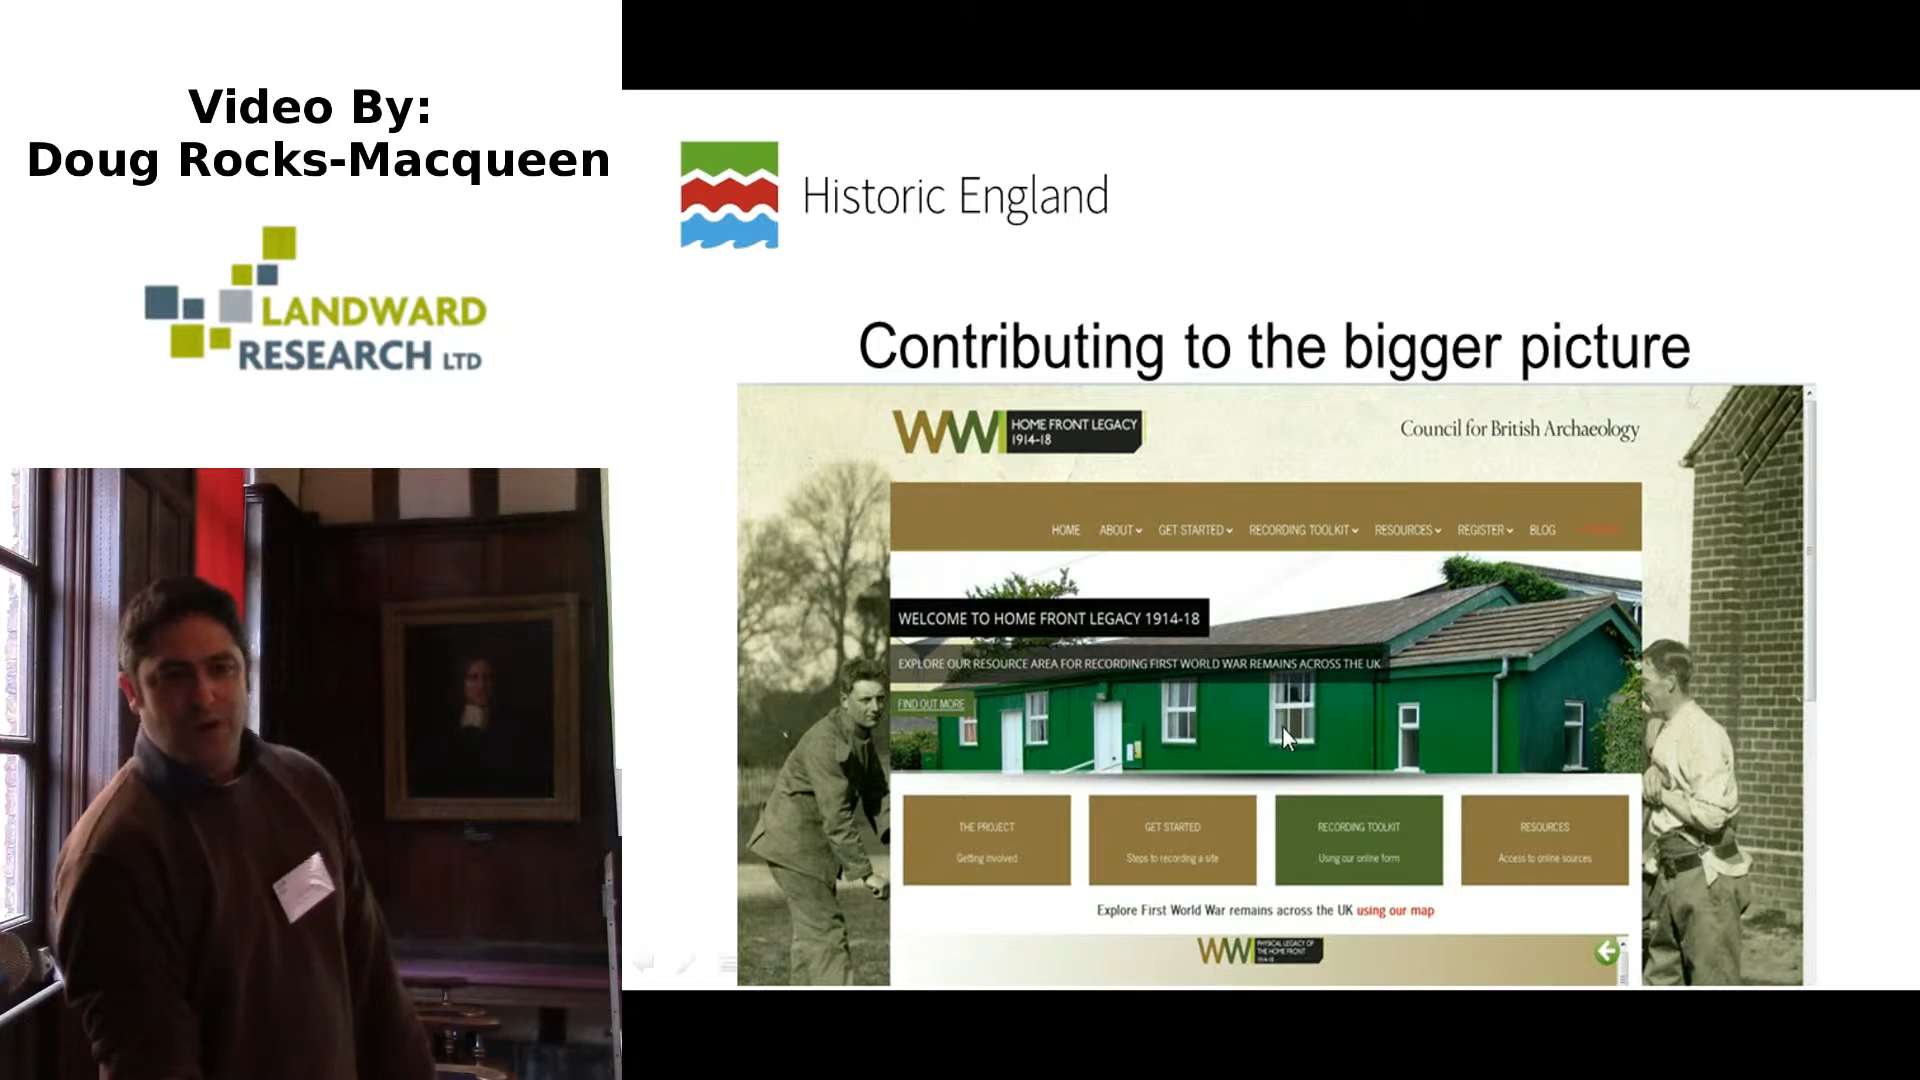 Video By:
Doug Rocks-Macqueen
LANDWARD
RESEARCH LTD
Historic England
Contributing to the bigger picture
WWI
HOME FRONT LEGACY
1914-18
Council for British Archaeology
HOME ABOUT GET STARTED RECORDING TOOLKIT RESOURCES REGISTER BLOG
WELCOME TO HOME FRONT LEGACY 1914-18
EXPLORE OUR RESOURCE AREA FOR RECORDING FIRST WORLD WAR REMAINS ACROSS THE UK
FIND OUT MORE
THE PROJECT
Getting involved
GET STARTED
Steps to recording a site
RECORDING TOOLKIT
Using our online form
RESOURCES
Access to online sources
Explore First World War remains across the UK using our map
WWI
PHYSICAL LEGACY OF
THE HOME FRONT
1914-18